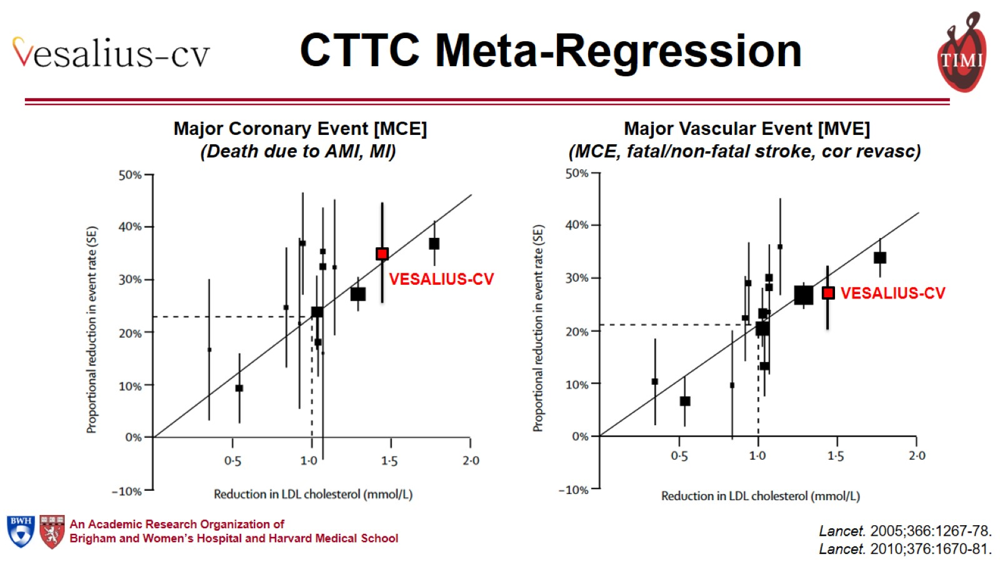 Vesalius-cv
CTTC Meta-Regression
TIMI
Major Coronary Event [MCE]
(Death due to AMI, MI)
50%
40%
30%
20%
10%
0%
−10%
Proportional reduction in event rate (SE)
VESALIUS-CV
0·5
1·0
1·5
2·0
Reduction in LDL cholesterol (mmol/L)
Major Vascular Event [MVE]
(MCE, fatal/non-fatal stroke, cor revasc)
50%
40%
30%
20%
10%
0%
−10%
Proportional reduction in event rate (SE)
VESALIUS-CV
0·5
1·0
1·5
2·0
Reduction in LDL cholesterol (mmol/L)
BWH
An Academic Research Organization of
Brigham and Women’s Hospital and Harvard Medical School
Lancet. 2005;366:1267-78.
Lancet. 2010;376:1670-81.